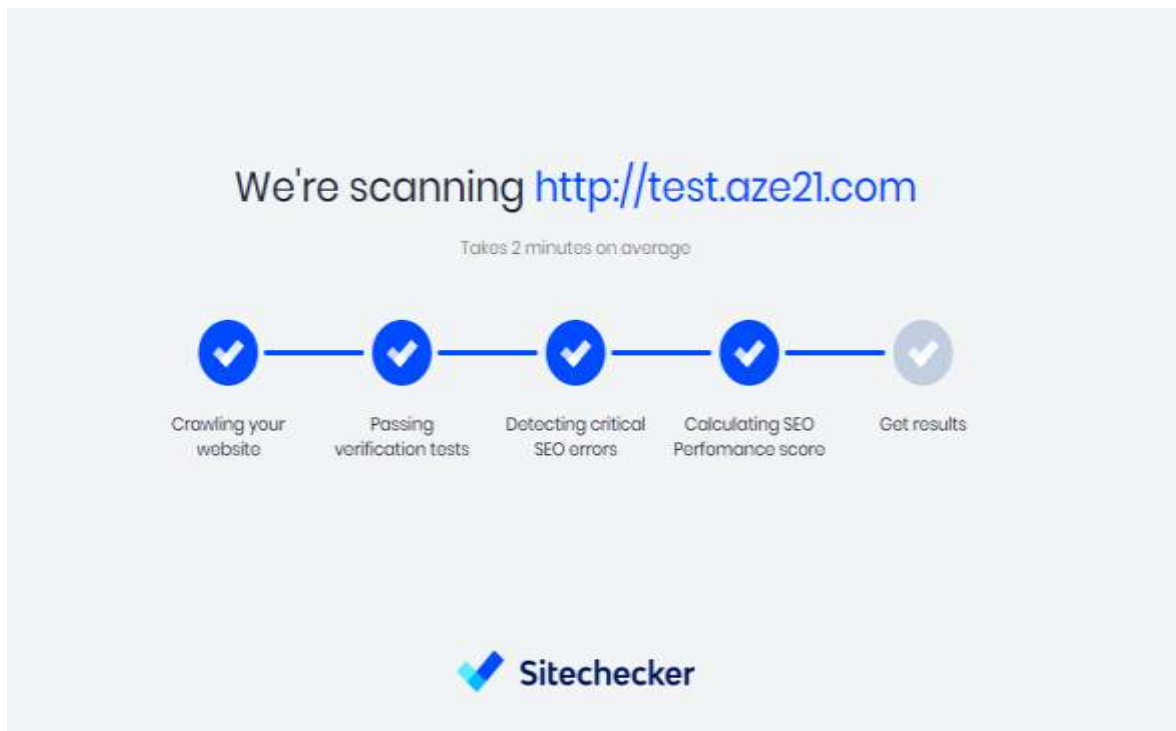 We're scanning http://test.aze21.com
Takes 2 minutes on average
Crawling your
website
Passing
verification tests
Detecting critical
SEO errors
Calculating SEO
Perfomance score
Get results
Sitechecker